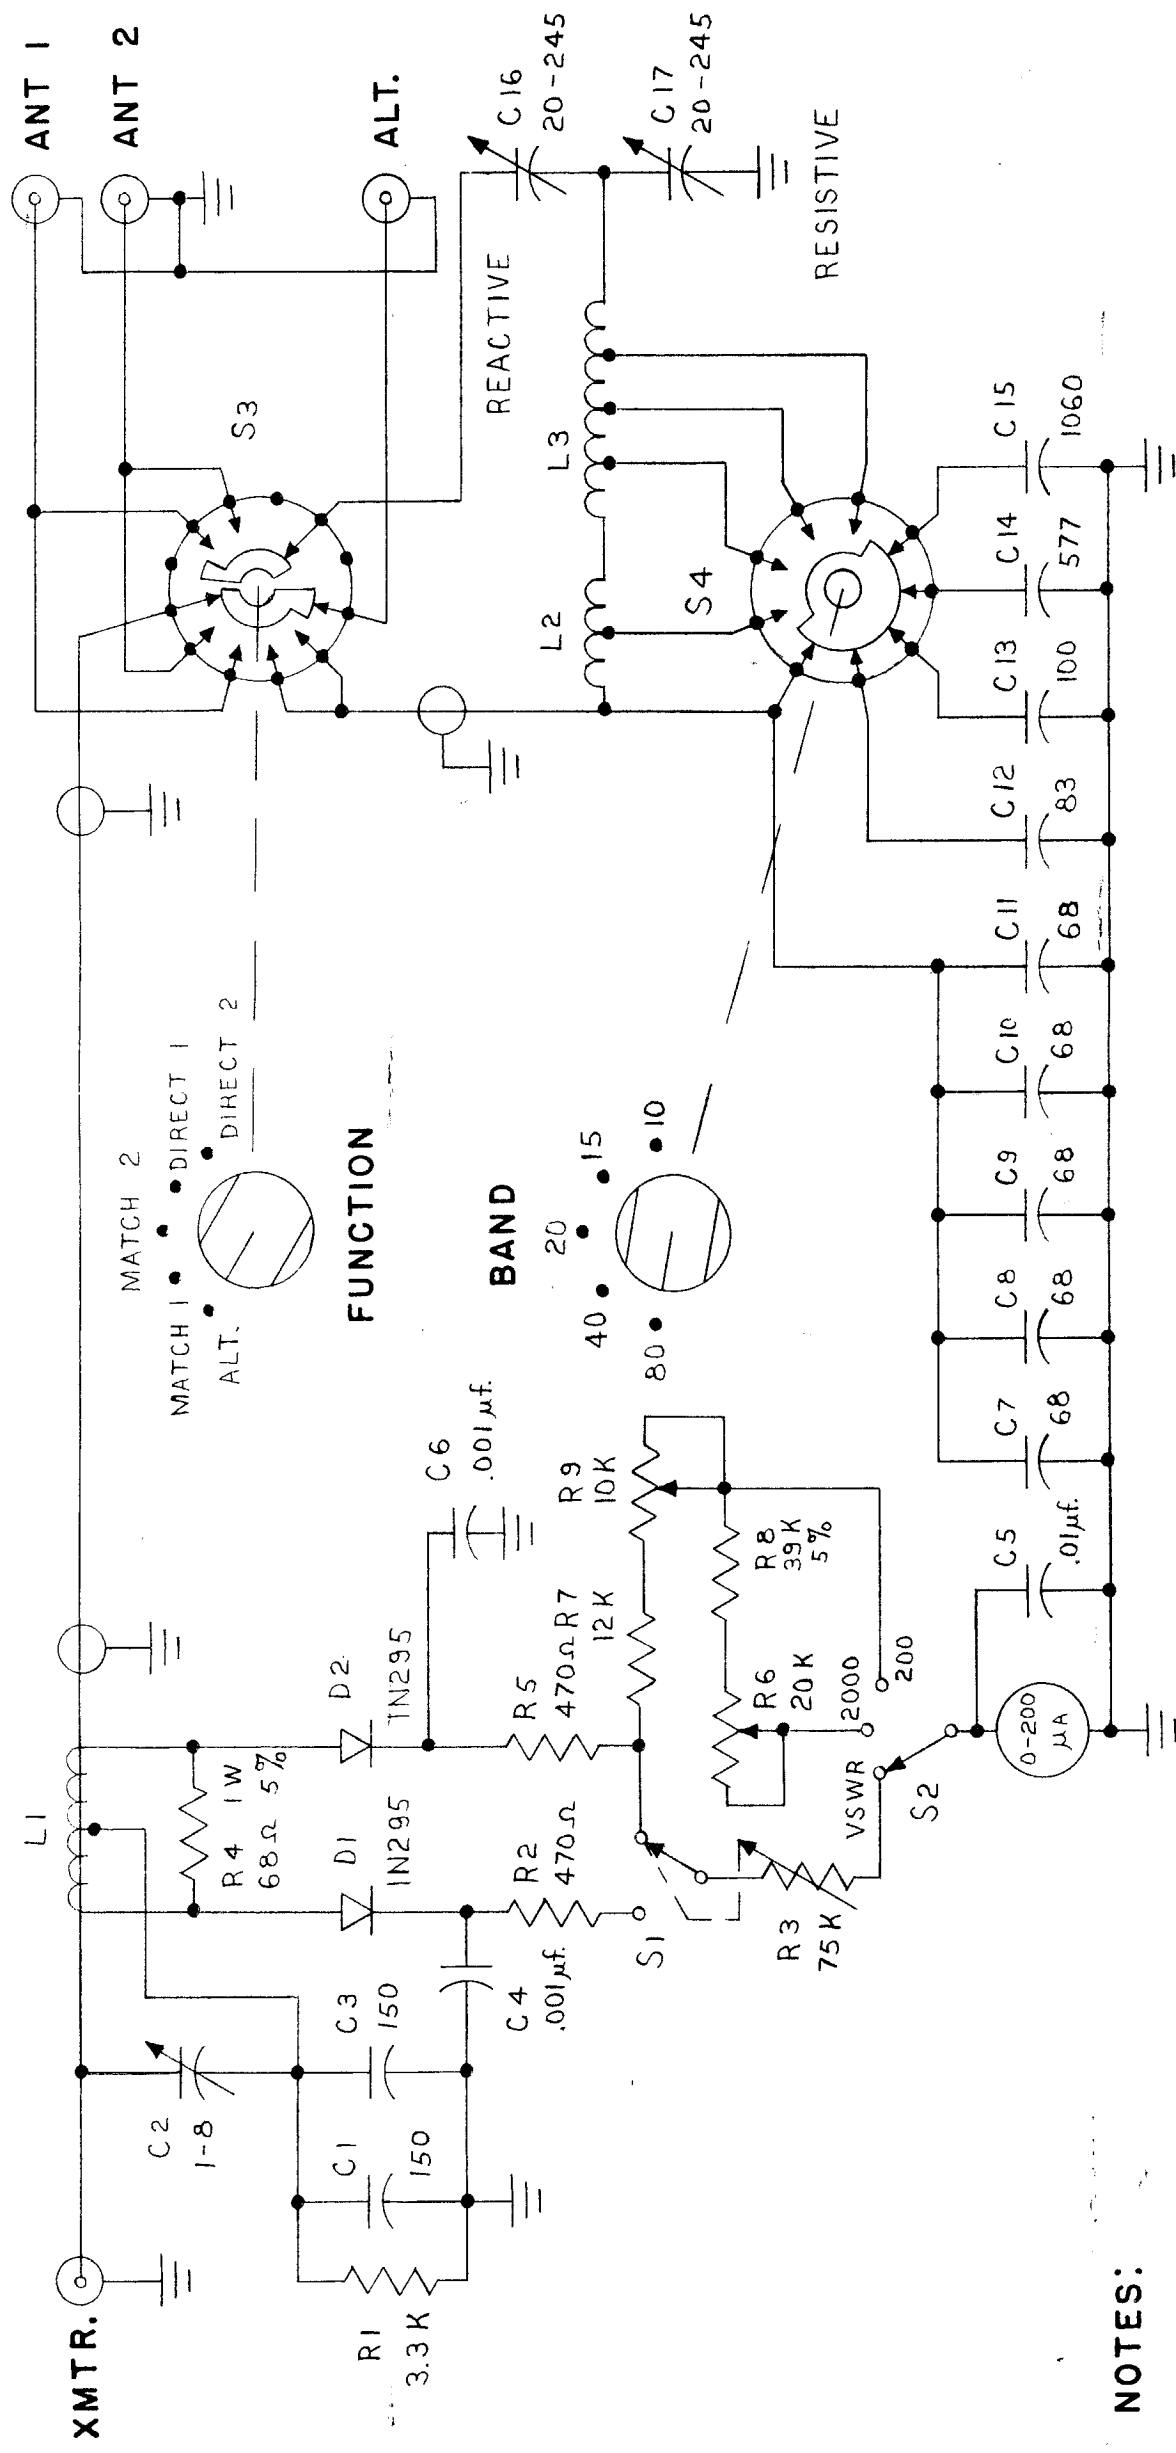 XMTR.
L1
ANT 1
ANT 2
ALT.
S3
C2
1-8
R4 1W
68Ω 5%
D1
1N295
D2
1N295
C1
150
C3
150
R1
3.3K
C4
.001μf.
C6
.001μf.
R2
470Ω
R5
470Ω
R7
12K
R9
10K
R8
39K
5%
R6
20K
S1
R3
75K
VSWR
2000
200
S2
0-200
μA
C5
.01μf.
MATCH 2
MATCH 1
DIRECT 1
ALT.
DIRECT 2
FUNCTION
BAND
80
40
20
15
10
REACTIVE
C16
20-245
C17
20-245
RESISTIVE
L2
L3
S4
C7
68
C8
68
C9
68
C10
68
C11
68
C12
83
C13
100
C14
577
C15
1060
NOTES: